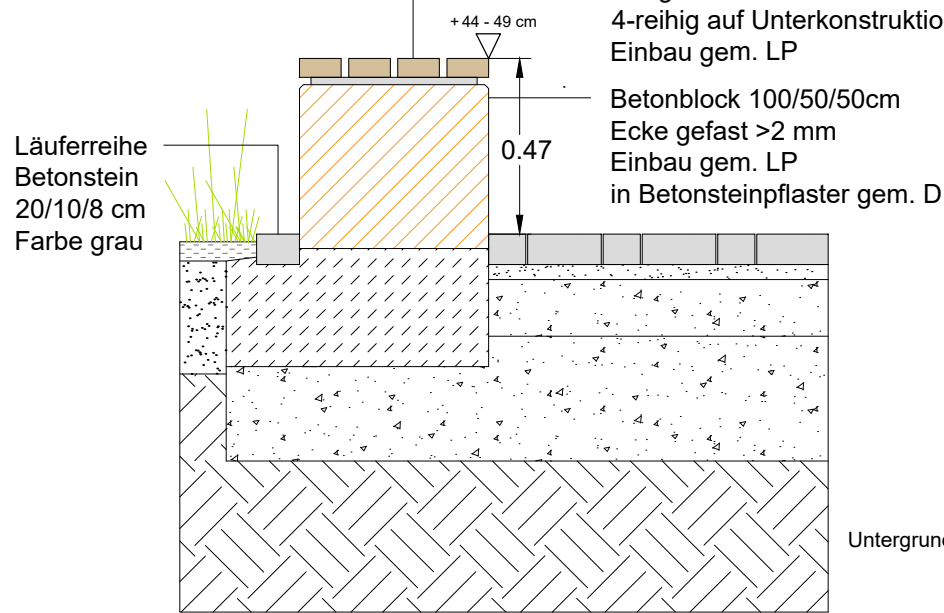 +44 - 49 cm
4-reihig auf Unterkonstruktio
Einbau gem. LP
Betonblock 100/50/50cm
Ecke gefast >2 mm
Einbau gem. LP
in Betonsteinpflaster gem. D
0.47
Läuferreihe
Betonstein
20/10/8 cm
Farbe grau
Untergrund